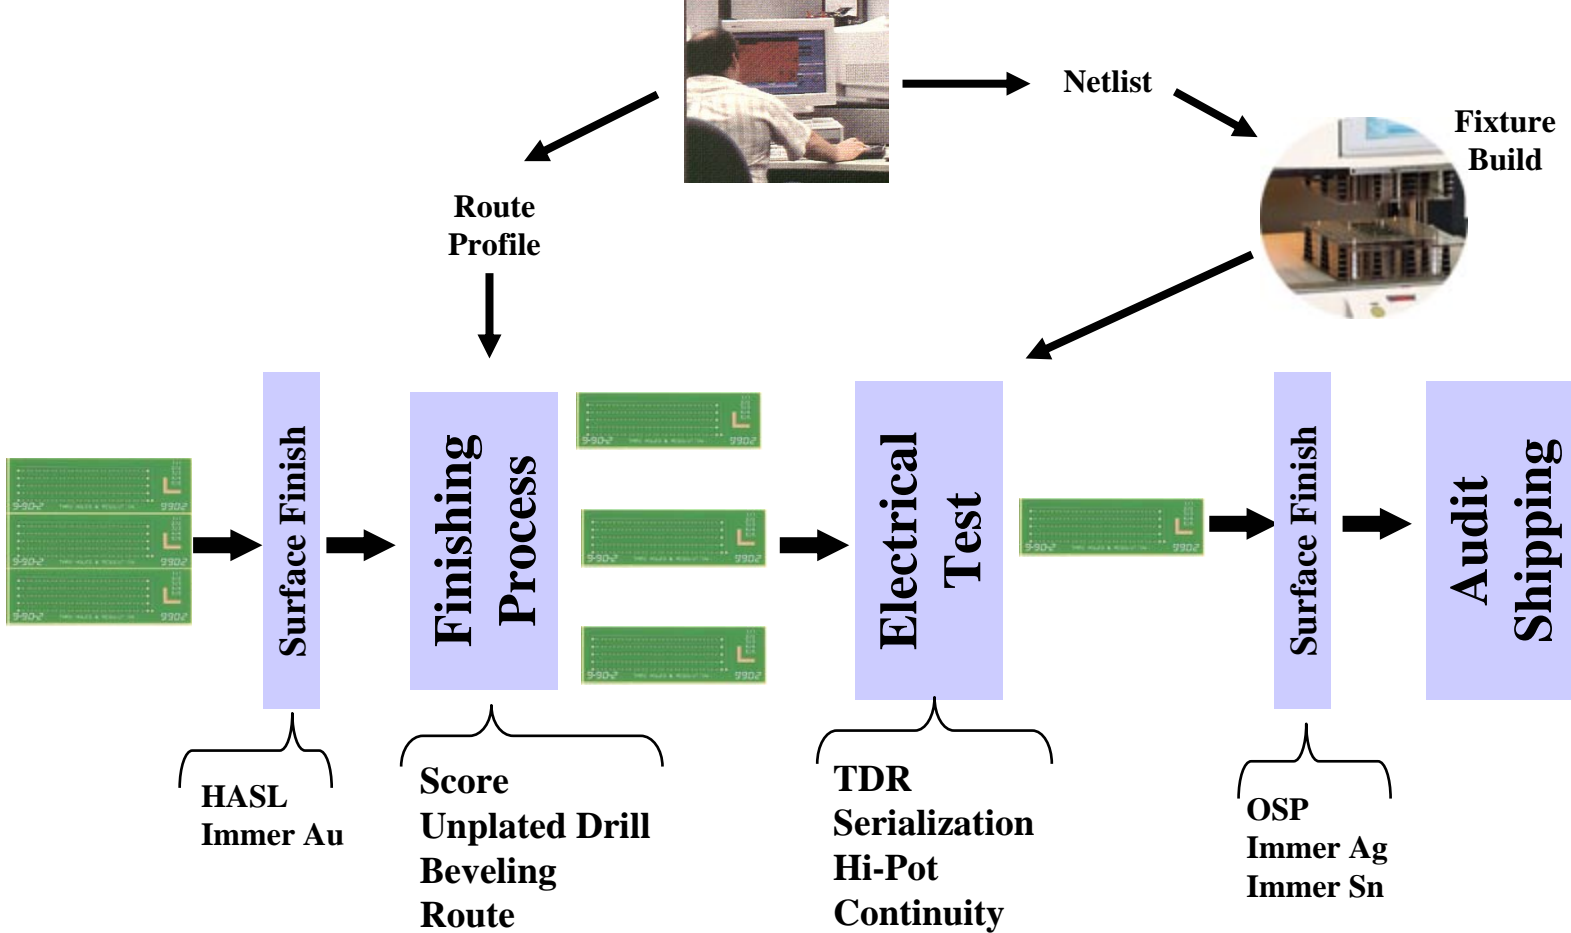 Netlist
Fixture
Build
Route
Profile
Surface Finish
Finishing
Process
Electrical
Test
Surface Finish
Audit
Shipping
HASL
Immer Au
Score
Unplated Drill
Beveling
Route
TDR
Serialization
Hi-Pot
Continuity
OSP
Immer Ag
Immer Sn